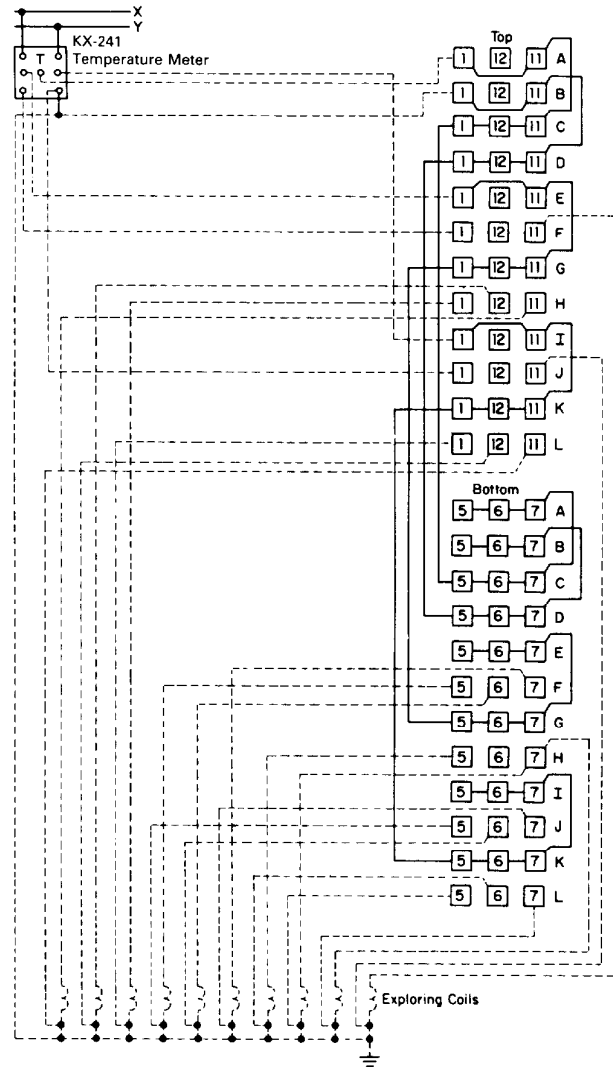 X
Y
KX-241
Temperature Meter
T
Top
1 12 11 A
1 12 11 B
1 12 11 C
1 12 11 D
1 12 11 E
1 12 11 F
1 12 11 G
1 12 11 H
1 12 11 I
1 12 11 J
1 12 11 K
1 12 11 L
Bottom
5 6 7 A
5 6 7 B
5 6 7 C
5 6 7 D
5 6 7 E
5 6 7 F
5 6 7 G
5 6 7 H
5 6 7 I
5 6 7 J
5 6 7 K
5 6 7 L
Exploring Coils